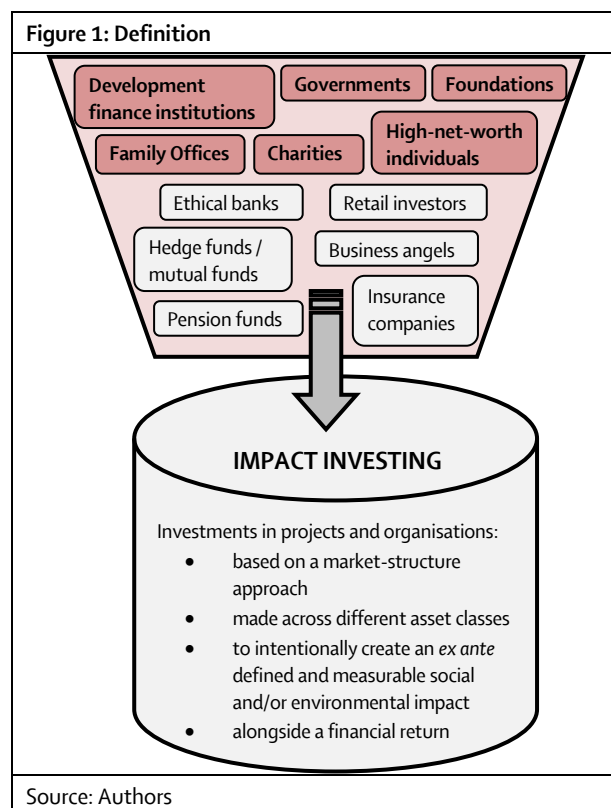 Figure 1: Definition
Development
finance institutions
Governments
Foundations
Family Offices
Charities
High-net-worth
individuals
Ethical banks
Retail investors
Hedge funds /
mutual funds
Business angels
Pension funds
Insurance
companies
IMPACT INVESTING
Investments in projects and organisations:
• based on a market-structure
approach
• made across different asset classes
• to intentionally create an ex ante
defined and measurable social
and/or environmental impact
• alongside a financial return
Source: Authors